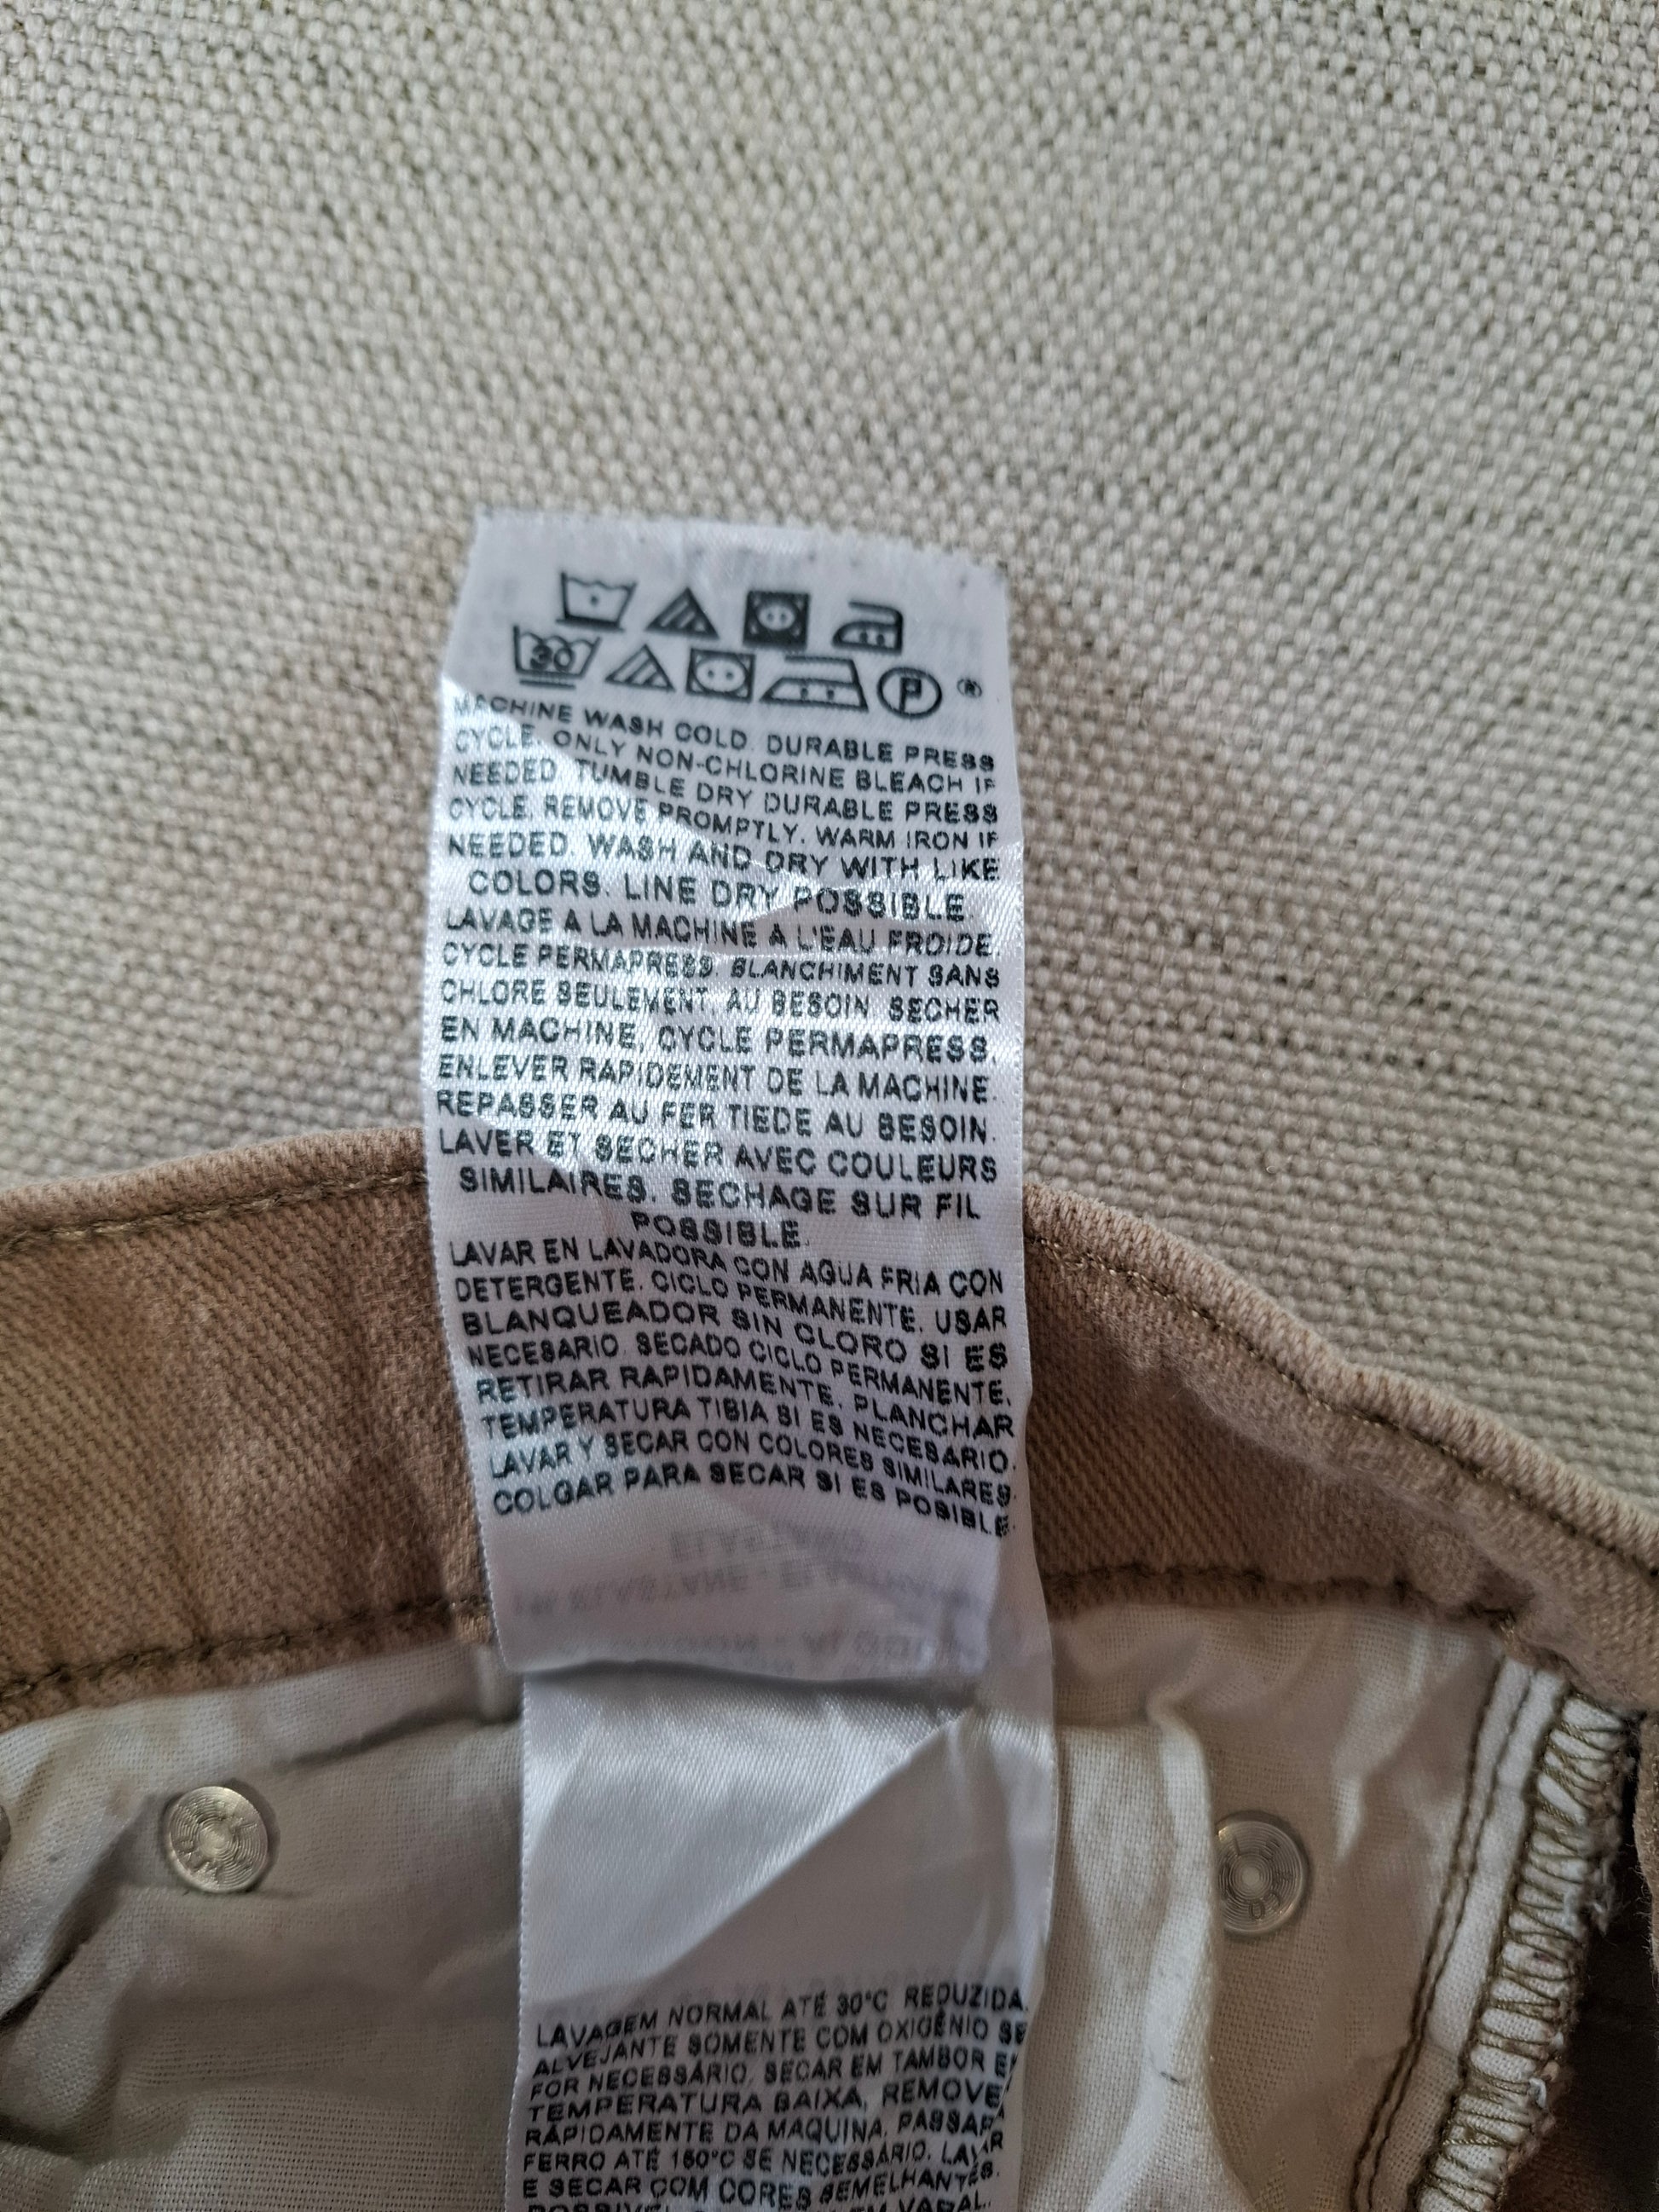 30 P ®
MACHINE WASH COLD. DURABLE PRESS
CYCLE. ONLY NON-CHLORINE BLEACH IF
NEEDED. TUMBLE DRY DURABLE PRESS
CYCLE. REMOVE PROMPTLY. WARM IRON IF
NEEDED. WASH AND DRY WITH LIKE
COLORS. LINE DRY POSSIBLE.
LAVAGE A LA MACHINE A L'EAU FROIDE.
CYCLE PERMAPRESS. BLANCHIMENT SANS
CHLORE SEULEMENT, AU BESOIN. SECHER
EN MACHINE, CYCLE PERMAPRESS.
ENLEVER RAPIDEMENT DE LA MACHINE.
REPASSER AU FER TIEDE AU BESOIN.
LAVER ET SECHER AVEC COULEURS
SIMILAIRES. SECHAGE SUR FIL
POSSIBLE.
LAVAR EN LAVADORA CON AGUA FRIA CON
DETERGENTE. CICLO PERMANENTE. USAR
BLANQUEADOR SIN CLORO SI ES
NECESARIO. SECADO CICLO PERMANENTE.
RETIRAR RAPIDAMENTE. PLANCHAR
TEMPERATURA TIBIA SI ES NECESARIO.
LAVAR Y SECAR CON COLORES SIMILARES.
COLGAR PARA SECAR SI ES POSIBLE.
LAVAGEM NORMAL ATÉ 30°C REDUZIDA.
ALVEJANTE SOMENTE COM OXIGÊNIO SE
FOR NECESSÁRIO. SECAR EM TAMBOR
TEMPERATURA BAIXA, REMOVE
RÁPIDAMENTE DA MAQUINA. PASSAR
FERRO ATÉ 150°C SE NECESSÁRIO. LAVAR
E SECAR COM CORES SEMELHANTES.
EM VARAL.